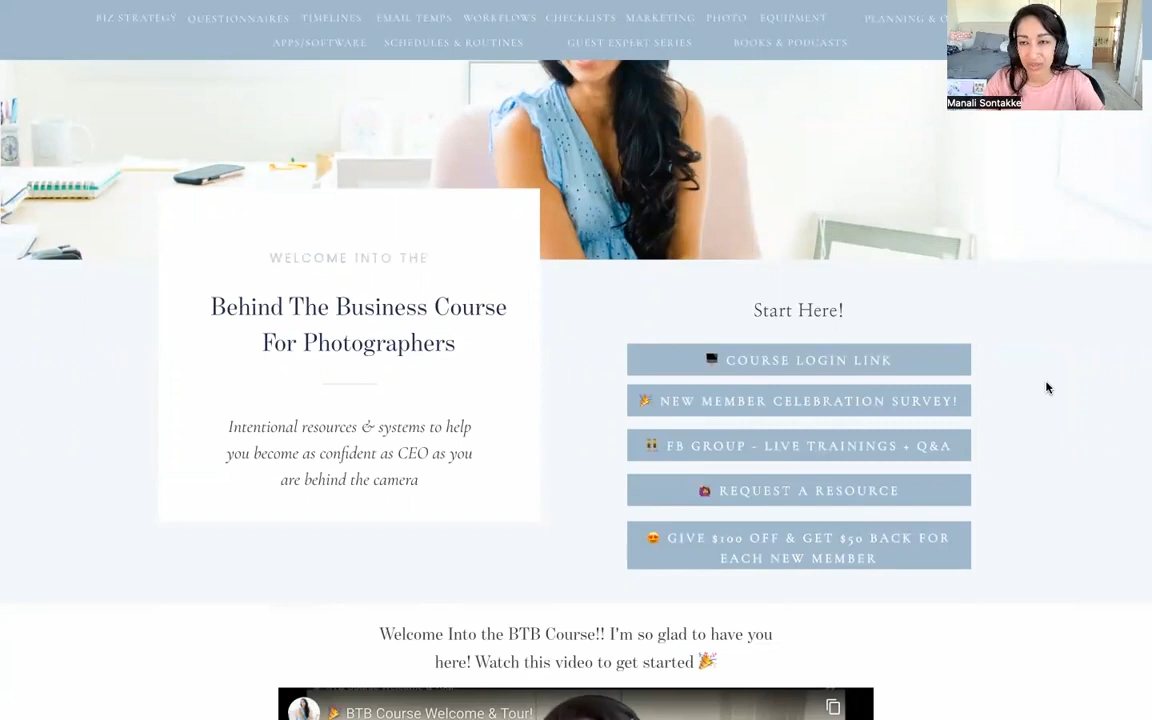 BIZ STRATEGY QUESTIONNAIRES TIMELINES EMAIL TEMPS WORKFLOWS CHECKLISTS MARKETING PHOTO EQUIPMENT PLANNING & O
APPS/SOFTWARE SCHEDULES & ROUTINES GUEST EXPERT SERIES BOOKS & PODCASTS
Manali Sontakke
WELCOME INTO THE
Behind The Business Course
For Photographers
Intentional resources & systems to help
you become as confident as CEO as you
are behind the camera
Start Here!
COURSE LOGIN LINK
NEW MEMBER CELEBRATION SURVEY!
FB GROUP - LIVE TRAININGS + Q&A
REQUEST A RESOURCE
GIVE $100 OFF & GET $50 BACK FOR
EACH NEW MEMBER
Welcome Into the BTB Course!! I'm so glad to have you
here! Watch this video to get started 🎉
🎉 BTB Course Welcome & Tour!